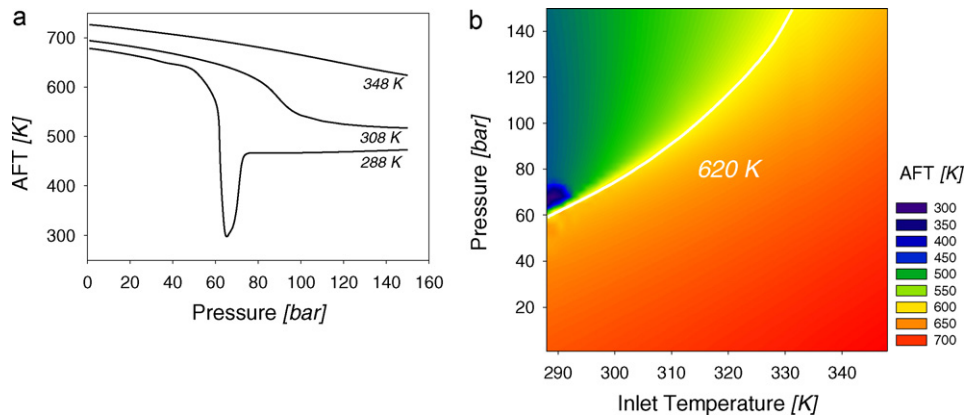 a
AFT [K]
700
600
500
400
300
348 K
308 K
288 K
0 20 40 60 80 100 120 140 160
Pressure [bar]
b
Pressure [bar]
140
120
100
80
60
40
20
620 K
290 300 310 320 330 340
Inlet Temperature [K]
AFT [K]
300
350
400
450
500
550
600
650
700